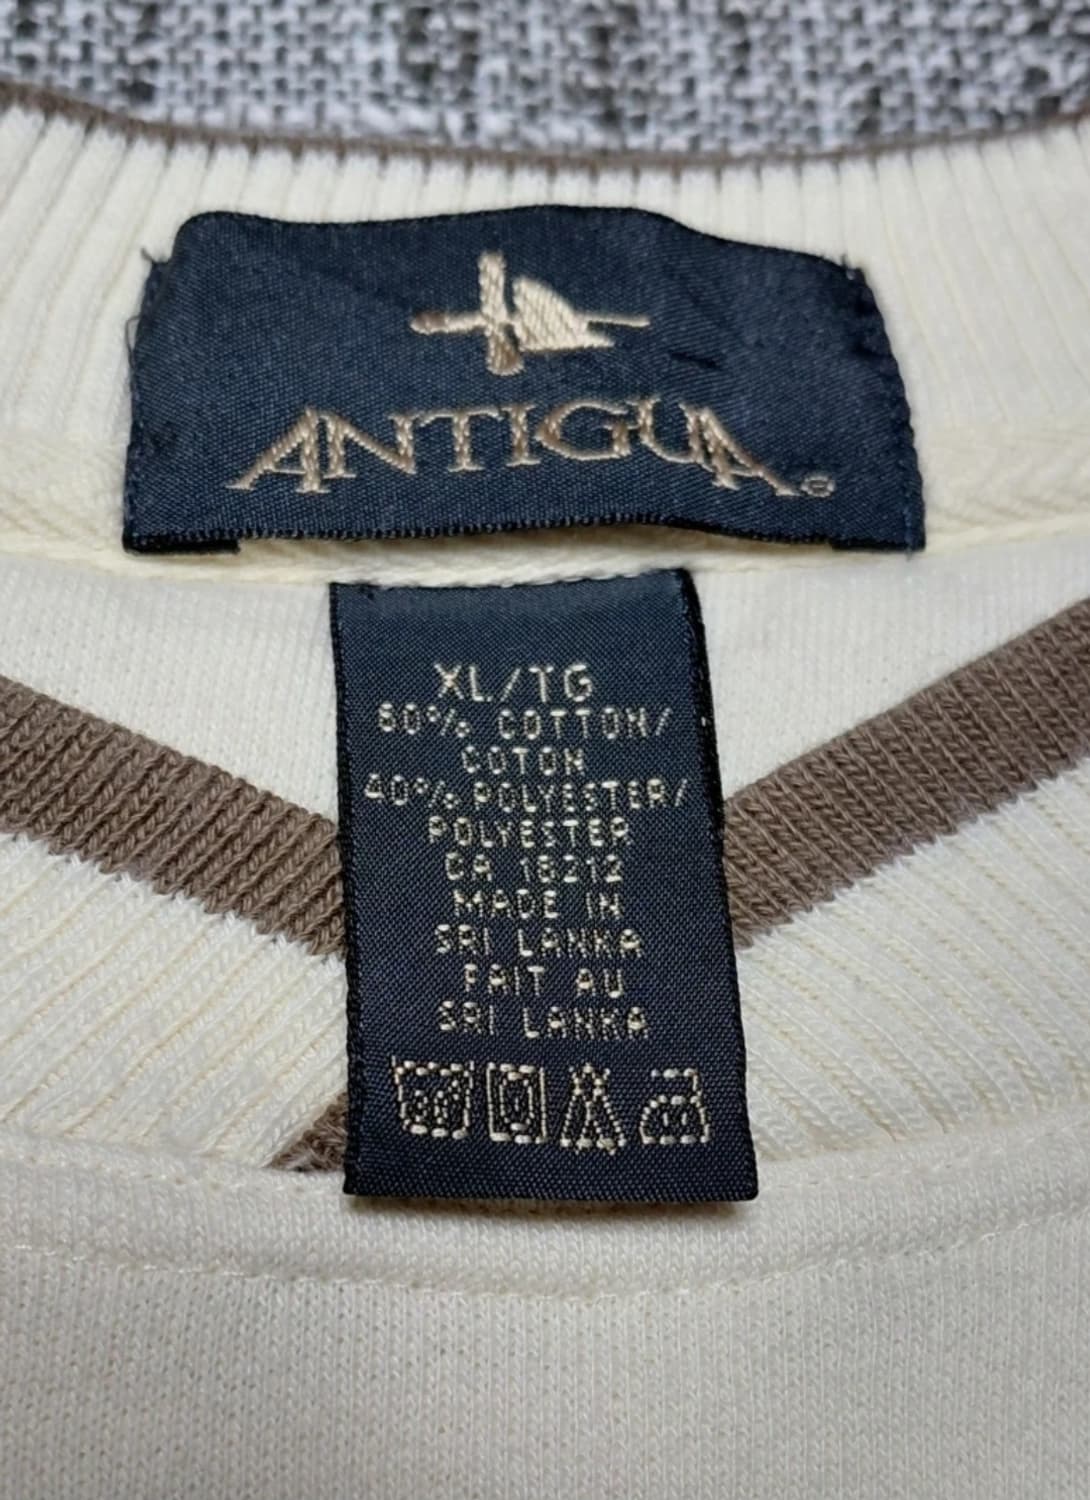 ANTIGUA®
XL/TG
60% COTTON/
COTON
40% POLYESTER/
POLYESTER
CA 18212
MADE IN
SRI LANKA
FAIT AU
SRI LANKA